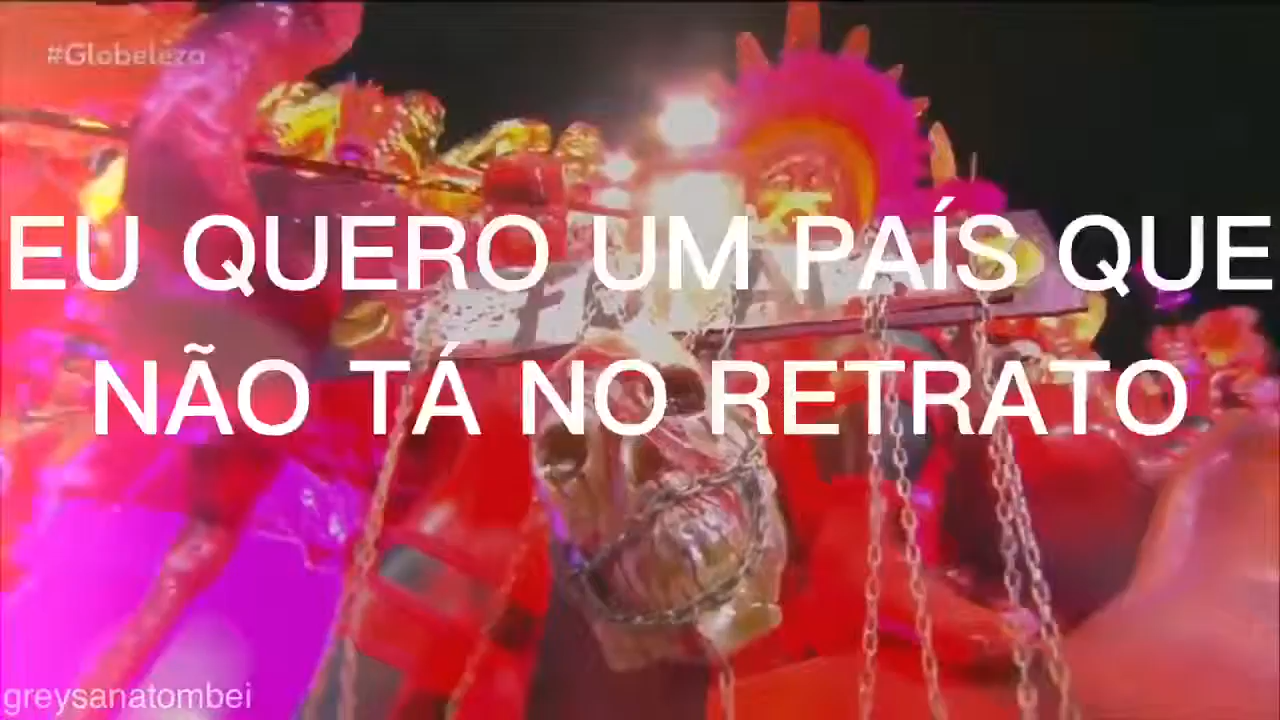 #Globeleza
EU QUERO UM PAÍS QUE
NÃO TÁ NO RETRATO
greysanatombei